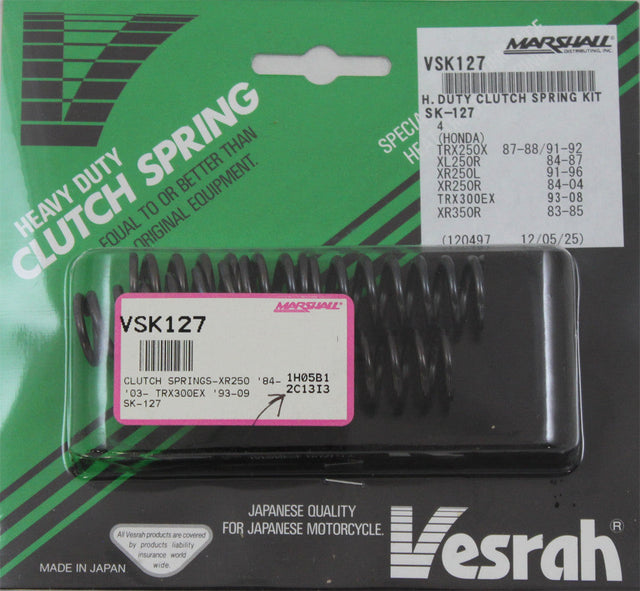 HEAVY DUTY
CLUTCH SPRING
EQUAL TO OR BETTER THAN
ORIGINAL EQUIPMENT.
MARSHALL
DISTRIBUTING, INC.
VSK127
H. DUTY CLUTCH SPRING KIT
SK-127
4
(HONDA)
TRX250X 87-88/91-92
XL250R 84-87
XR250L 91-96
XR250R 84-04
TRX300EX 93-08
XR350R 83-85
(120497 12/05/25)
MARSHALL
VSK127
CLUTCH SPRINGS-XR250 '84- 1H05B1
'03- TRX300EX '93-09 2C13I3
SK-127
JAPANESE QUALITY
FOR JAPANESE MOTORCYCLE.
Vesrah®
All Vesrah products are covered
by products liability
insurance world
wide.
MADE IN JAPAN